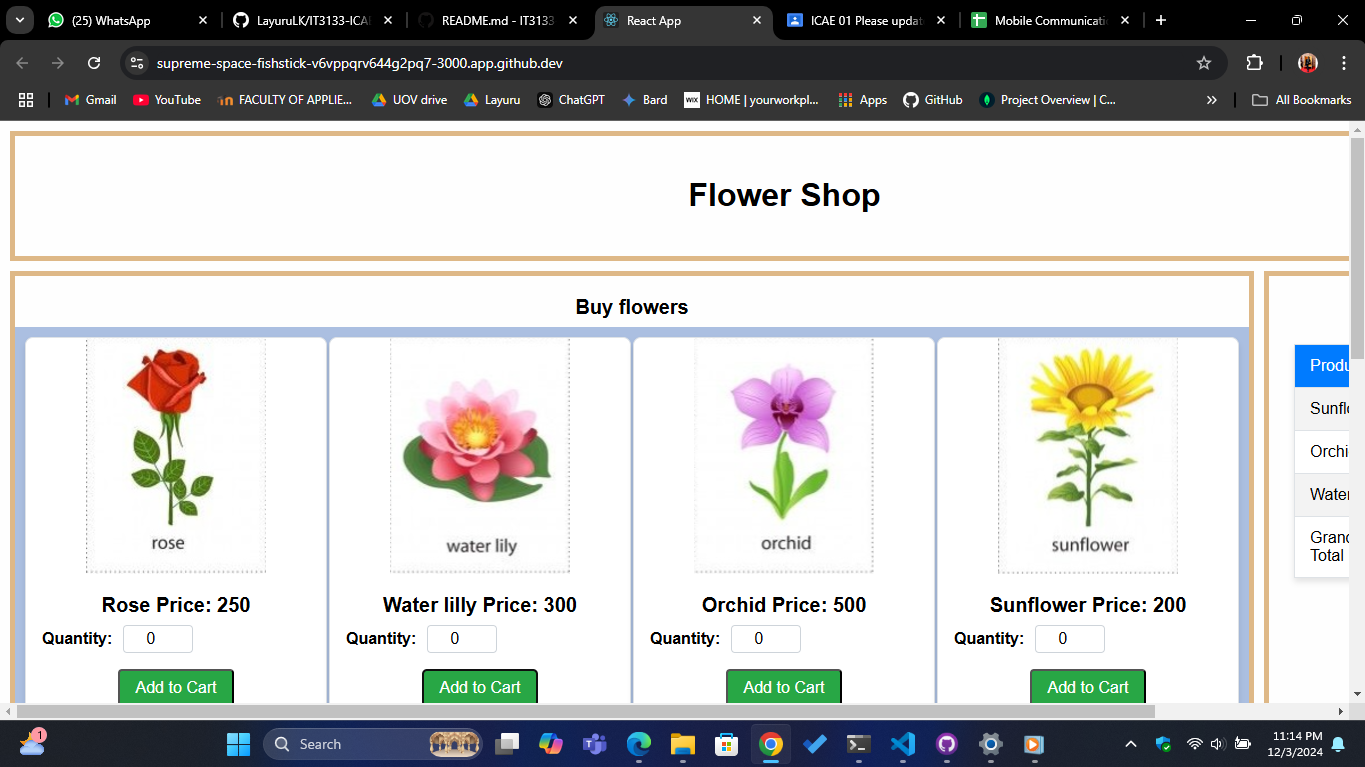 (25) WhatsApp
LayuruLK/IT3133-ICAE
README.md - IT3133
React App
ICAE 01 Please updat
Mobile Communicati
supreme-space-fishstick-v6vppqrv644g2pq7-3000.app.github.dev
Gmail
YouTube
FACULTY OF APPLIE...
UOV drive
Layuru
ChatGPT
Bard
WIX
HOME | yourworkpl...
Apps
GitHub
Project Overview | C...
»
All Bookmarks
Flower Shop
Buy flowers
rose
water lily
orchid
sunflower
Rose Price: 250
Water lilly Price: 300
Orchid Price: 500
Sunflower Price: 200
Quantity: 0
Quantity: 0
Quantity: 0
Quantity: 0
Add to Cart
Add to Cart
Add to Cart
Add to Cart
Produ
Sunfl
Orchi
Water
Grand
Total
1
Search
11:14 PM
12/3/2024